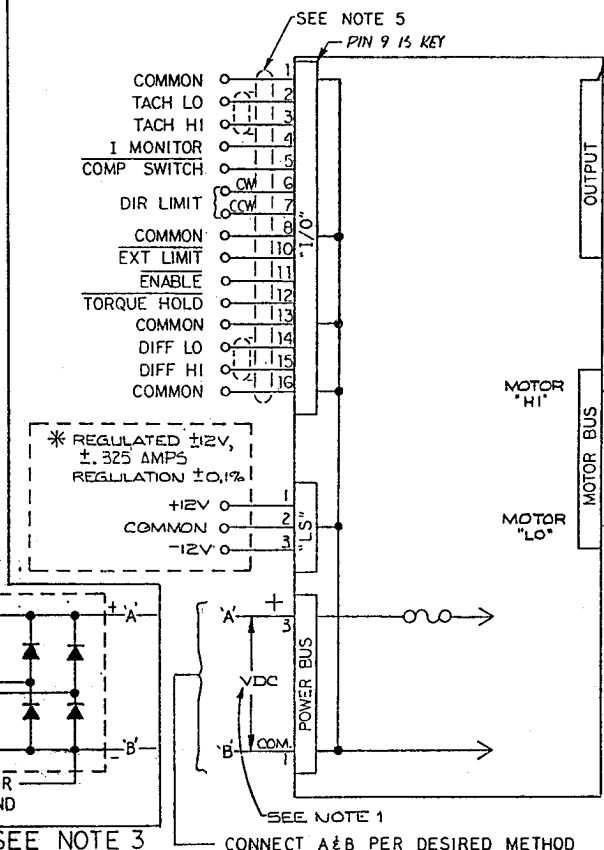 SEE NOTE 5
PIN 9 IS KEY
COMMON 1
TACH LO 2
TACH HI 3
I MONITOR 4
COMP SWITCH 5
DIR LIMIT
CW 6
CCW 7
COMMON 8
EXT LIMIT 10
ENABLE 11
TORQUE HOLD 12
COMMON 13
DIFF LO 14
DIFF HI 15
COMMON 16
"I/O"
OUTPUT
MOTOR "HI"
MOTOR BUS
MOTOR "LO"
* REGULATED ±12V,
±.325 AMPS
REGULATION ±0,1%
+12V 1
COMMON 2
-12V 3
"LS"
+ 'A'
'A' + 3
VDC
POWER BUS
'B' COM. 1
'B'
-
R
ND
SEE NOTE 1
SEE NOTE 3
CONNECT A&B PER DESIRED METHOD